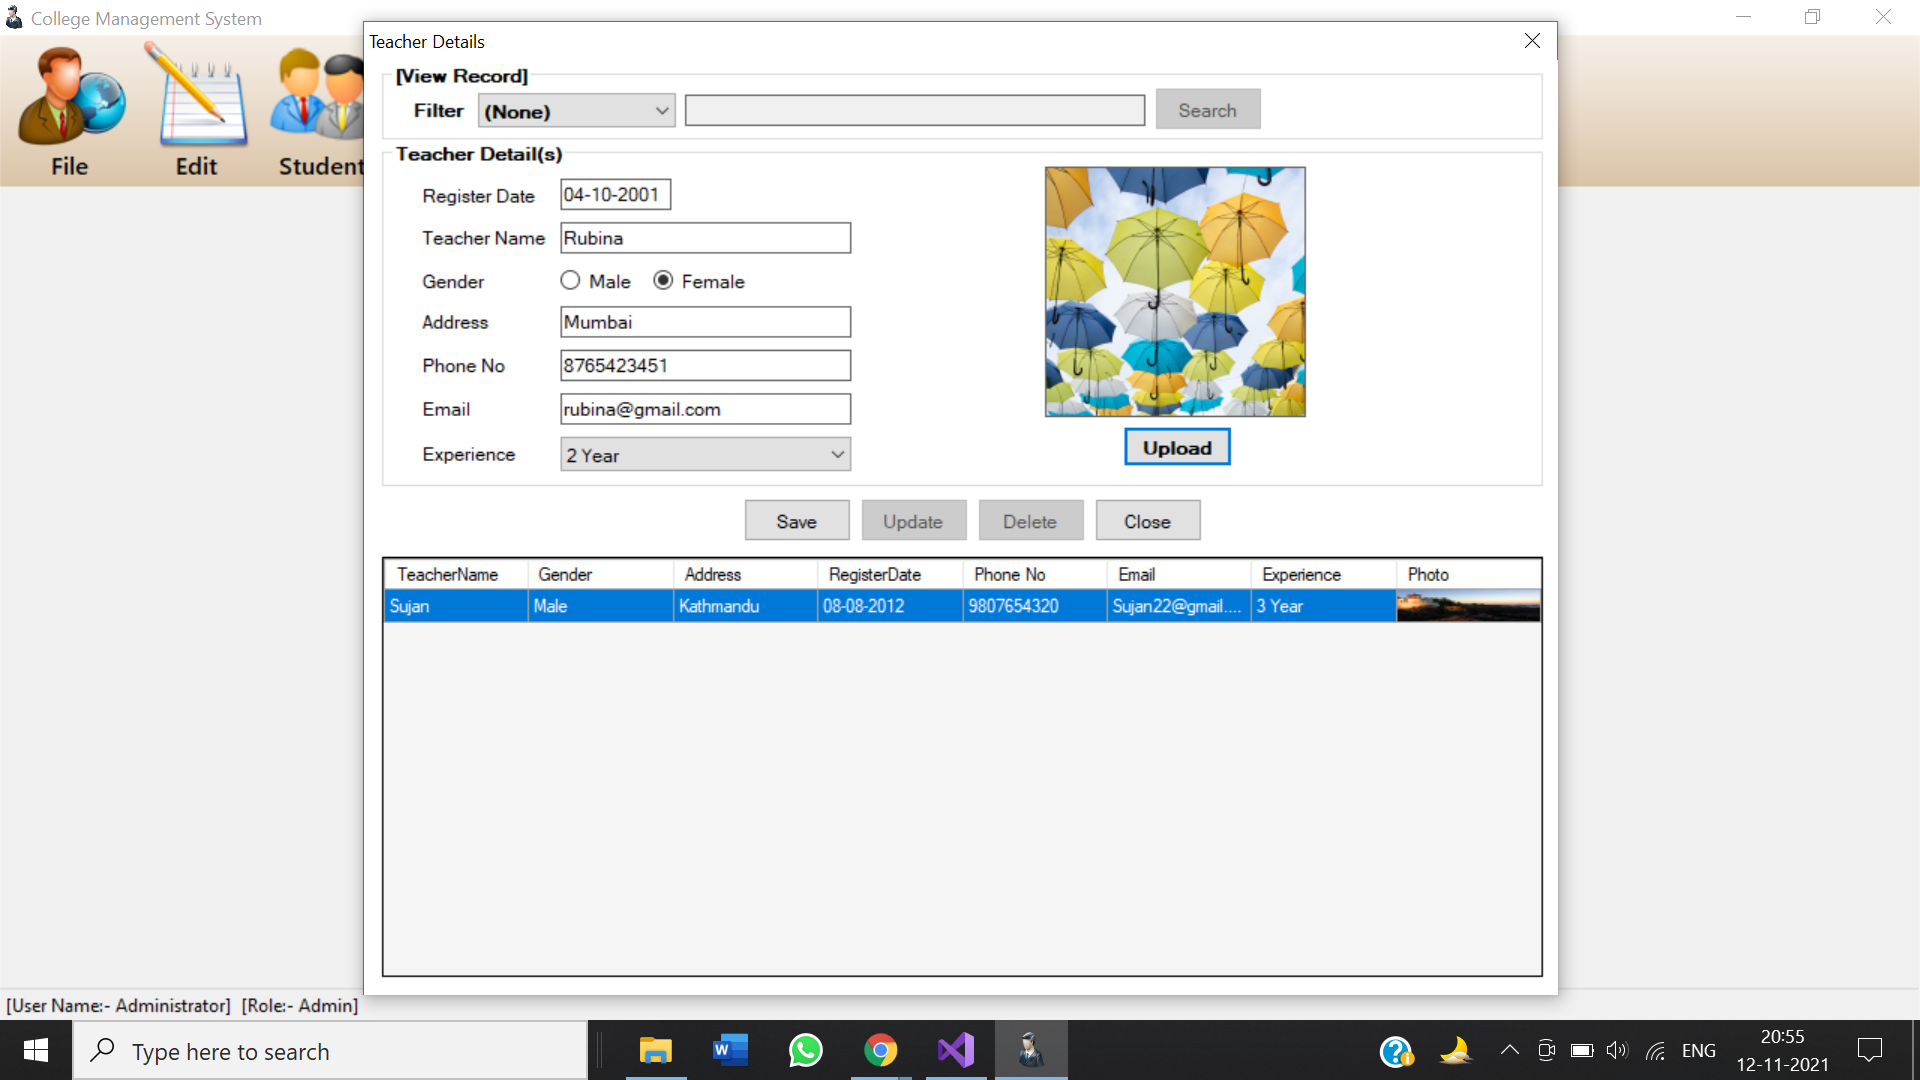 College Management System
File Edit Student
Teacher Details
[View Record]
Filter (None) Search
Teacher Detail(s)
Register Date 04-10-2001
Teacher Name Rubina
Gender Male Female
Address Mumbai
Phone No 8765423451
Email rubina@gmail.com
Experience 2 Year
Upload
Save Update Delete Close
TeacherName Gender Address RegisterDate Phone No Email Experience Photo
Sujan Male Kathmandu 08-08-2012 9807654320 Sujan22@gmail.... 3 Year
[User Name:- Administrator] [Role:- Admin]
Type here to search
W
ENG
20:55
12-11-2021